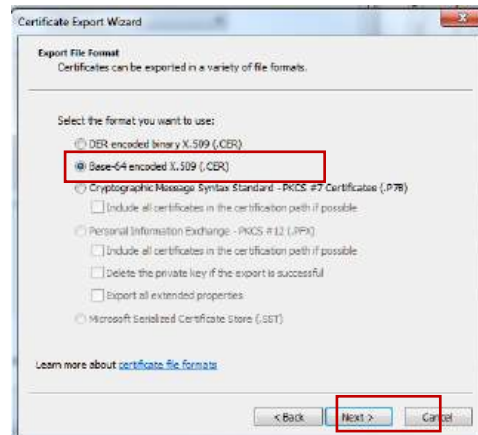 Certificate Export Wizard
Export File Format
Certificates can be exported in a variety of file formats.
Select the format you want to use:
DER encoded binary X.509 (.CER)
Base-64 encoded X.509 (.CER)
Cryptographic Message Syntax Standard - PKCS #7 Certificates (.P7B)
Include all certificates in the certification path if possible
Personal Information Exchange - PKCS #12 (.PFX)
Include all certificates in the certification path if possible
Delete the private key if the export is successful
Export all extended properties
Microsoft Serialized Certificate Store (.SST)
Learn more about certificate file formats
< Back Next > Cancel